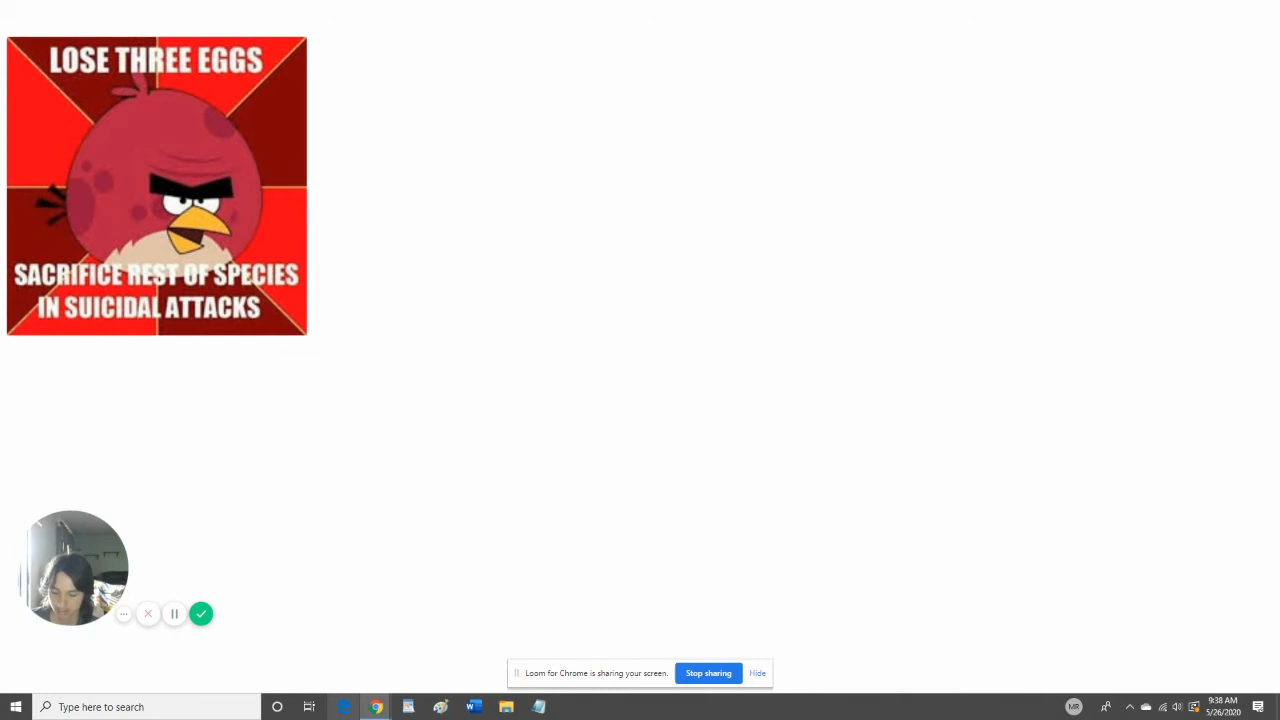 LOSE THREE EGGS
SACRIFICE REST OF SPECIES
IN SUICIDAL ATTACKS
Loom for Chrome is sharing your screen.
Stop sharing
Hide
Type here to search
MR
9:38 AM
5/26/2020